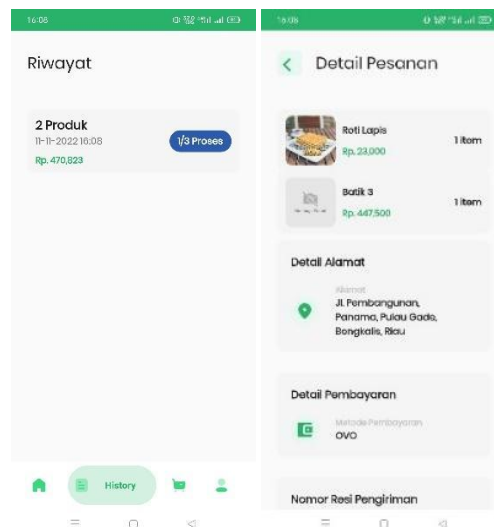 16:08
Riwayat
2 Produk
11-11-2022 16:08
Rp. 470,823
1/3 Proses
History
16:08
Detail Pesanan
Roti Lapis
Rp. 23,000
1 item
Batik 3
Rp. 447,500
1 item
Detail Alamat
Alamat
Jl. Pembangunan,
Panama, Pulau Gade,
Bengkalis, Riau
Detail Pembayaran
Metode Pembayaran
OVO
Nomor Resi Pengiriman